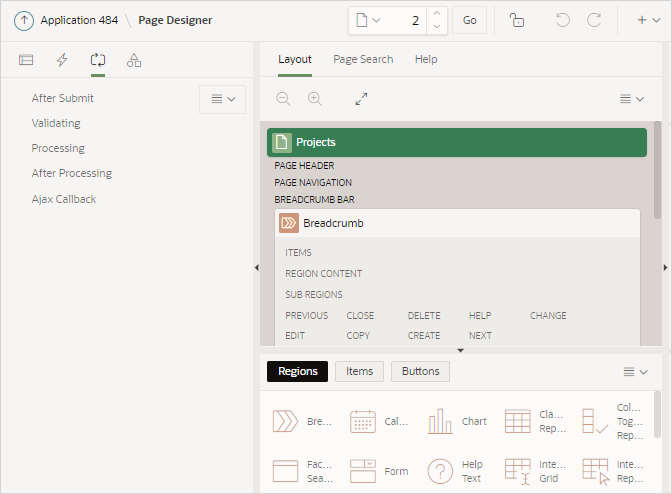 Application 484 \ Page Designer
2
Go
Layout Page Search Help
After Submit
Validating
Processing
After Processing
Ajax Callback
Projects
PAGE HEADER
PAGE NAVIGATION
BREADCRUMB BAR
Breadcrumb
ITEMS
REGION CONTENT
SUB REGIONS
PREVIOUS CLOSE DELETE HELP CHANGE
EDIT COPY CREATE NEXT
Regions Items Buttons
Bre...
Cal...
Chart
Cla...
Rep...
Col...
Tog...
Rep...
Fac...
Sea...
Form
Help
Text
Inte...
Grid
Inte...
Rep...